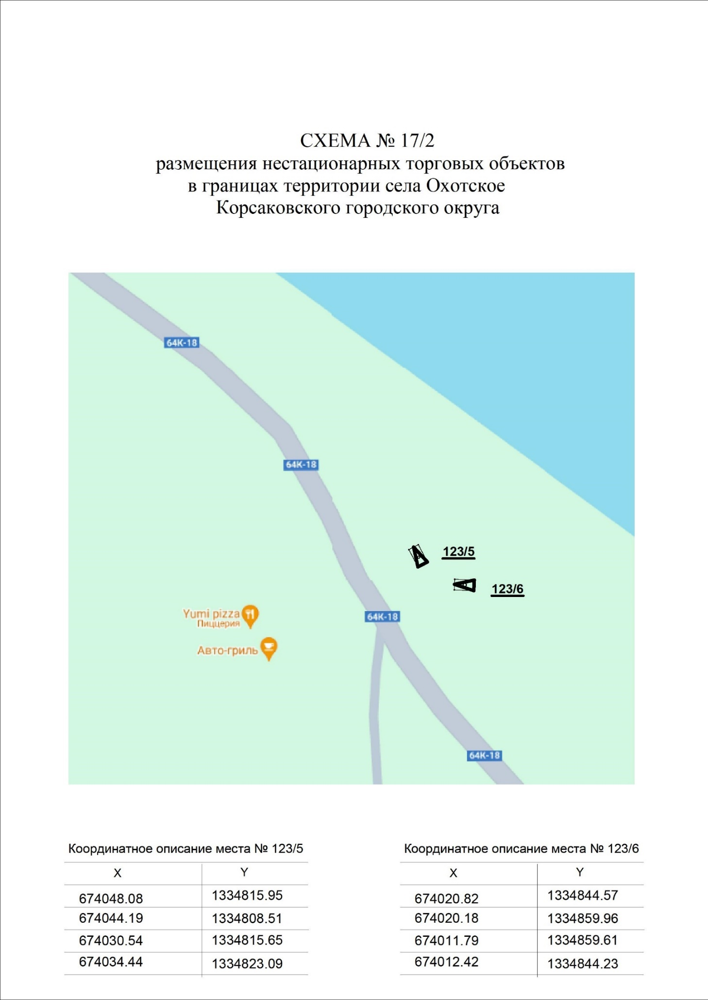 СХЕМА № 17/2
размещения нестационарных торговых объектов
в границах территории села Охотское
Корсаковского городского округа
64К-18
64К-18
123/5
123/6
Yumi pizza
Пиццерия
64К-18
Авто-гриль
64К-18
Координатное описание места № 123/5
X Y
674048.08 1334815.95
674044.19 1334808.51
674030.54 1334815.65
674034.44 1334823.09
Координатное описание места № 123/6
X Y
674020.82 1334844.57
674020.18 1334859.96
674011.79 1334859.61
674012.42 1334844.23